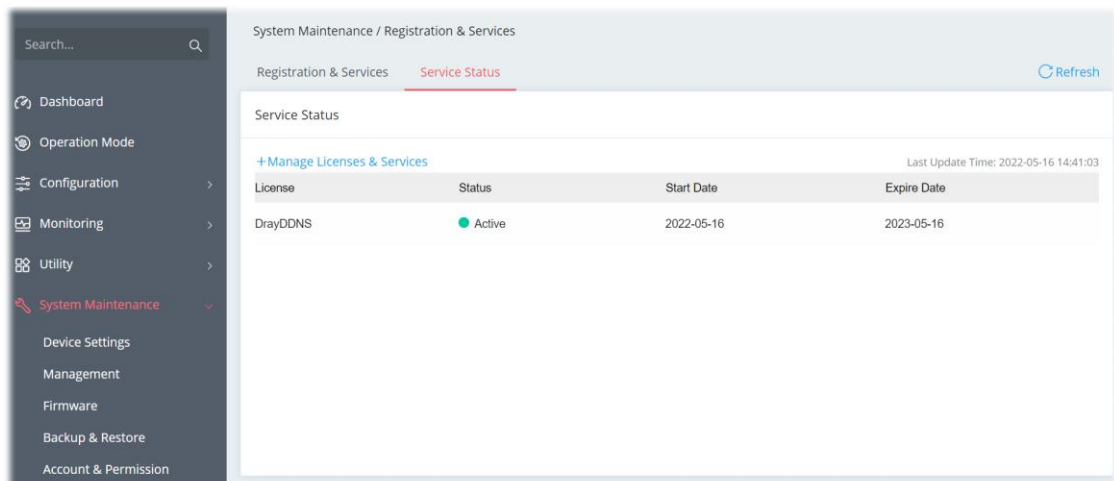 Search...
Dashboard
Operation Mode
Configuration
Monitoring
Utility
System Maintenance
Device Settings
Management
Firmware
Backup & Restore
Account & Permission
System Maintenance / Registration & Services
Registration & Services Service Status Refresh
Service Status
+Manage Licenses & Services Last Update Time: 2022-05-16 14:41:03
License Status Start Date Expire Date
DrayDDNS Active 2022-05-16 2023-05-16